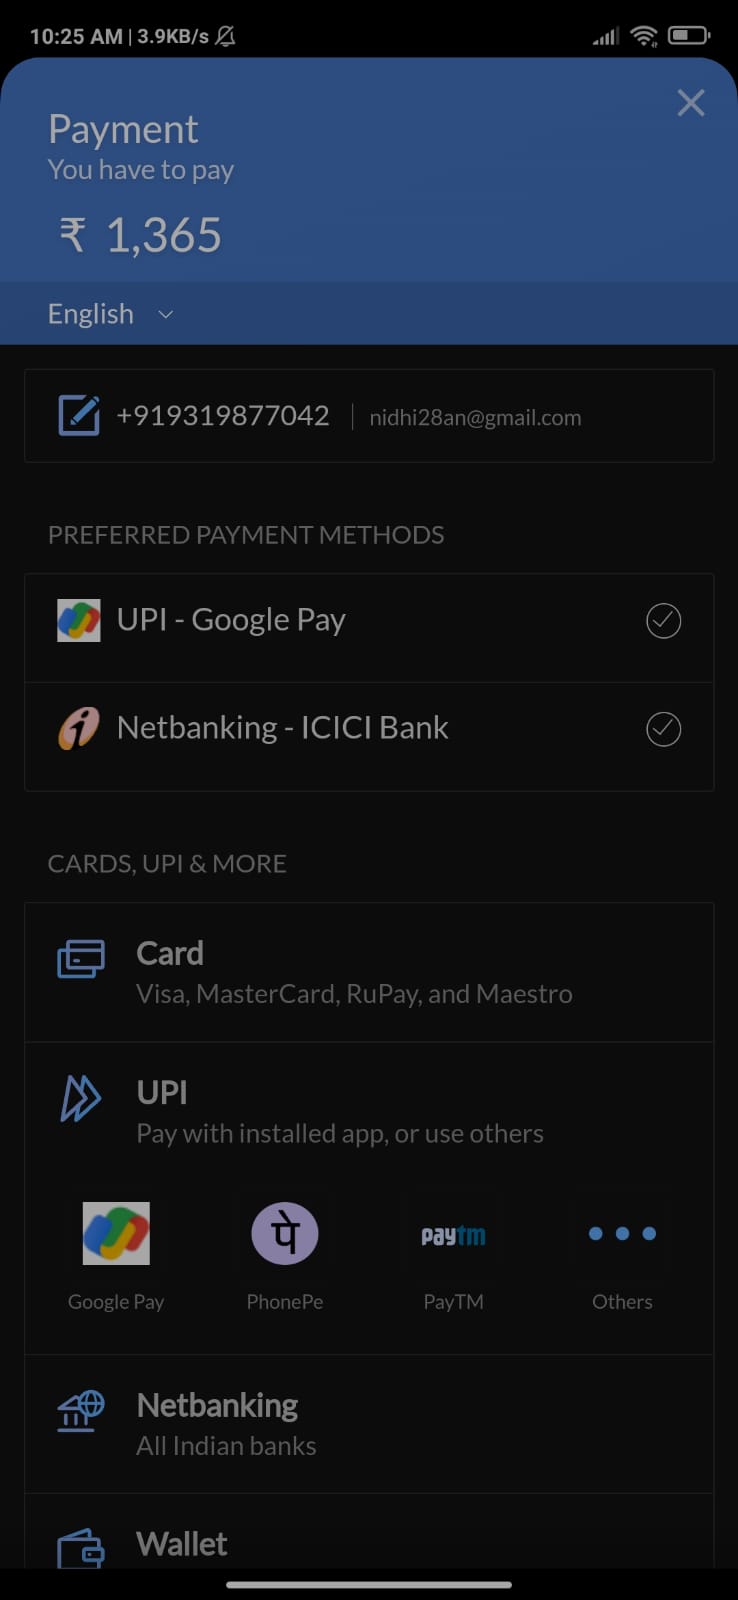 10:25 AM | 3.9KB/s
Payment
You have to pay
₹ 1,365
English
+919319877042 | nidhi28an@gmail.com
PREFERRED PAYMENT METHODS
UPI - Google Pay
Netbanking - ICICI Bank
CARDS, UPI & MORE
Card
Visa, MasterCard, RuPay, and Maestro
UPI
Pay with installed app, or use others
पे
paytm
Google Pay PhonePe PayTM Others
Netbanking
All Indian banks
Wallet